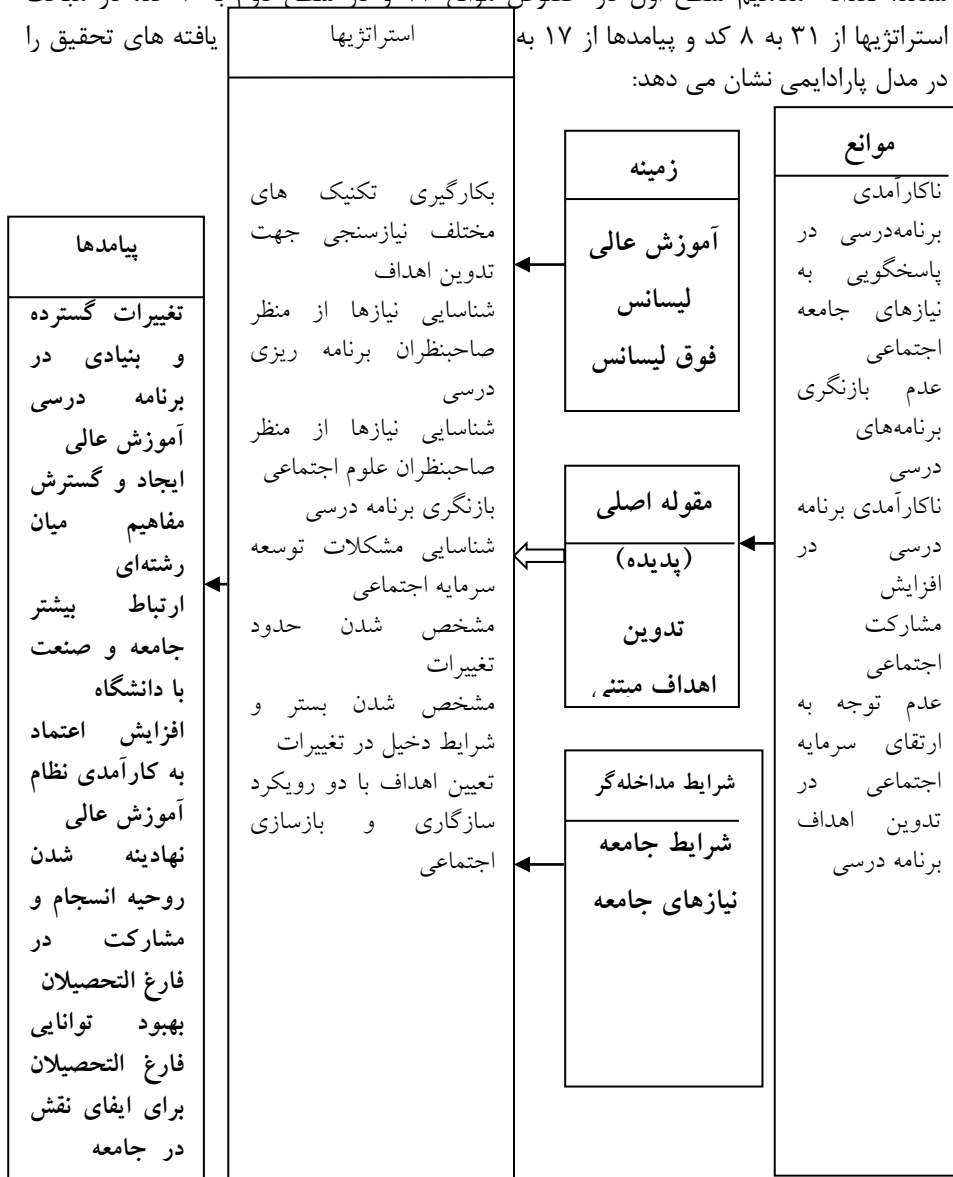 استراتژیها از ۳۱ به ۸ کد و پیامدها از ۱۷ به یافته های تحقیق را
در مدل پارادایمی نشان می دهد:
موانع
ناکارآمدی
برنامه‌درسی در
پاسخگویی به
نیازهای جامعه
اجتماعی
عدم بازنگری
برنامه‌های
درسی
ناکارآمدی برنامه
درسی در
افزایش
مشارکت
اجتماعی
عدم توجه به
ارتقای سرمایه
اجتماعی در
تدوین اهداف
برنامه درسی
زمینه
آموزش عالی
لیسانس
فوق لیسانس
مقوله اصلی
(پدیده)
تدوین
اهداف مبتنی
شرایط مداخله‌گر
شرایط جامعه
نیازهای جامعه
استراتژیها
بکارگیری تکنیک های
مختلف نیازسنجی جهت
تدوین اهداف
شناسایی نیازها از منظر
صاحبنظران برنامه ریزی
درسی
شناسایی نیازها از منظر
صاحبنظران علوم اجتماعی
بازنگری برنامه درسی
شناسایی مشکلات توسعه
سرمایه اجتماعی
مشخص شدن حدود
تغییرات
مشخص شدن بستر و
شرایط دخیل در تغییرات
تعیین اهداف با دو رویکرد
سازگاری و بازسازی
اجتماعی
پیامدها
تغییرات گسترده
و بنیادی در
برنامه درسی
آموزش عالی
ایجاد و گسترش
مفاهیم میان
رشته‌ای
ارتباط بیشتر
جامعه و صنعت
با دانشگاه
افزایش اعتماد
به کارآمدی نظام
آموزش عالی
نهادینه شدن
روحیه انسجام و
مشارکت در
فارغ التحصیلان
بهبود توانایی
فارغ التحصیلان
برای ایفای نقش
در جامعه